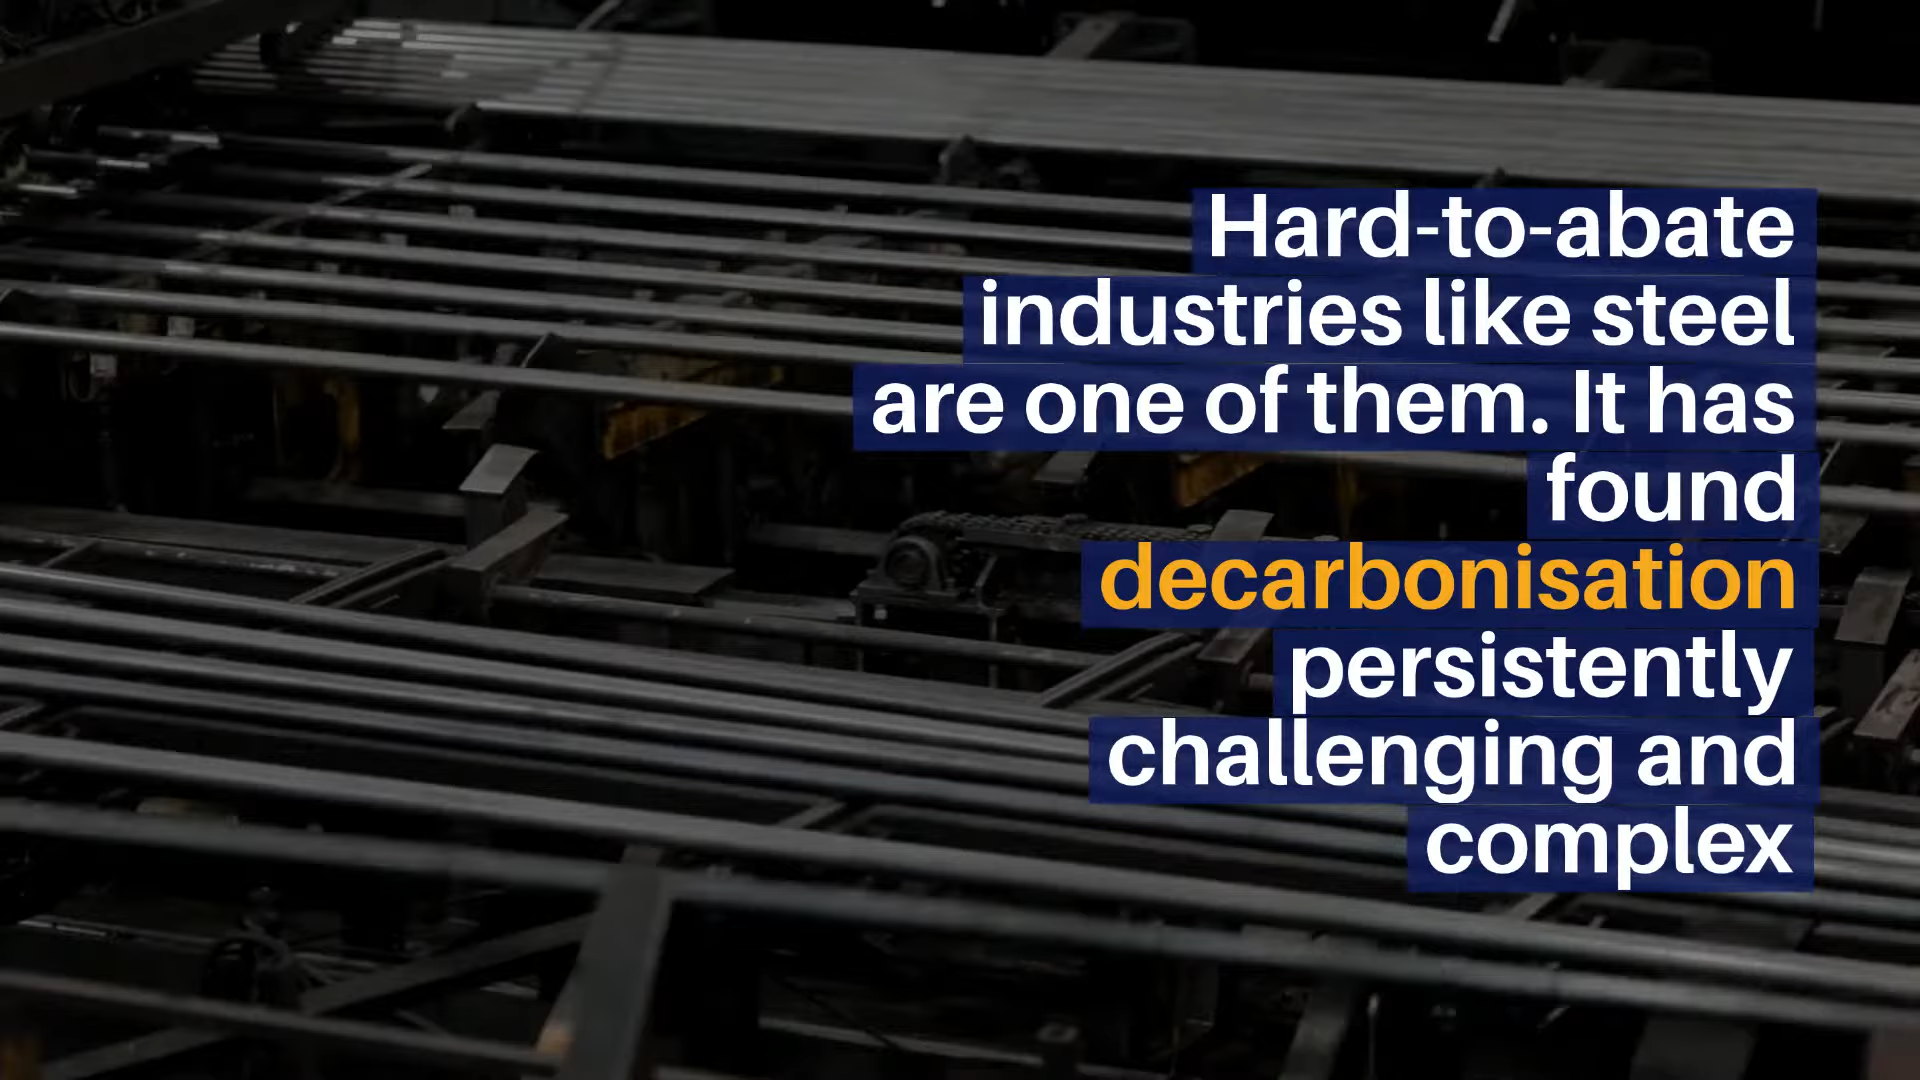 Hard-to-abate
industries like steel
are one of them. It has
found
decarbonisation
persistently
challenging and
complex